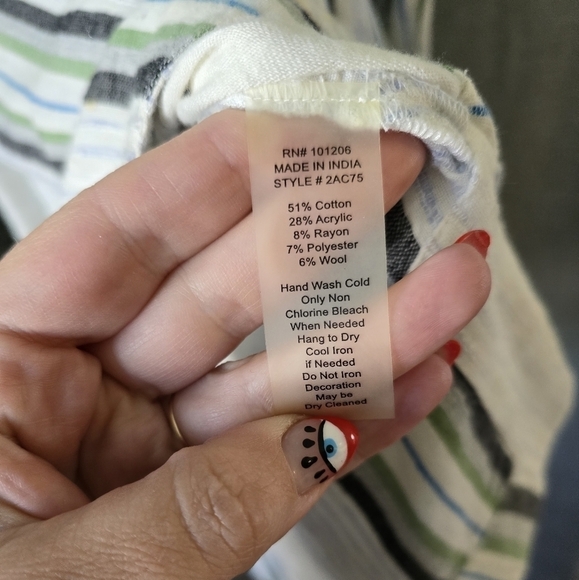 RN# 101206
MADE IN INDIA
STYLE # 2AC75
51% Cotton
28% Acrylic
8% Rayon
7% Polyester
6% Wool
Hand Wash Cold
Only Non
Chlorine Bleach
When Needed
Hang to Dry
Cool Iron
if Needed
Do Not Iron
Decoration
May be
Dry Cleaned